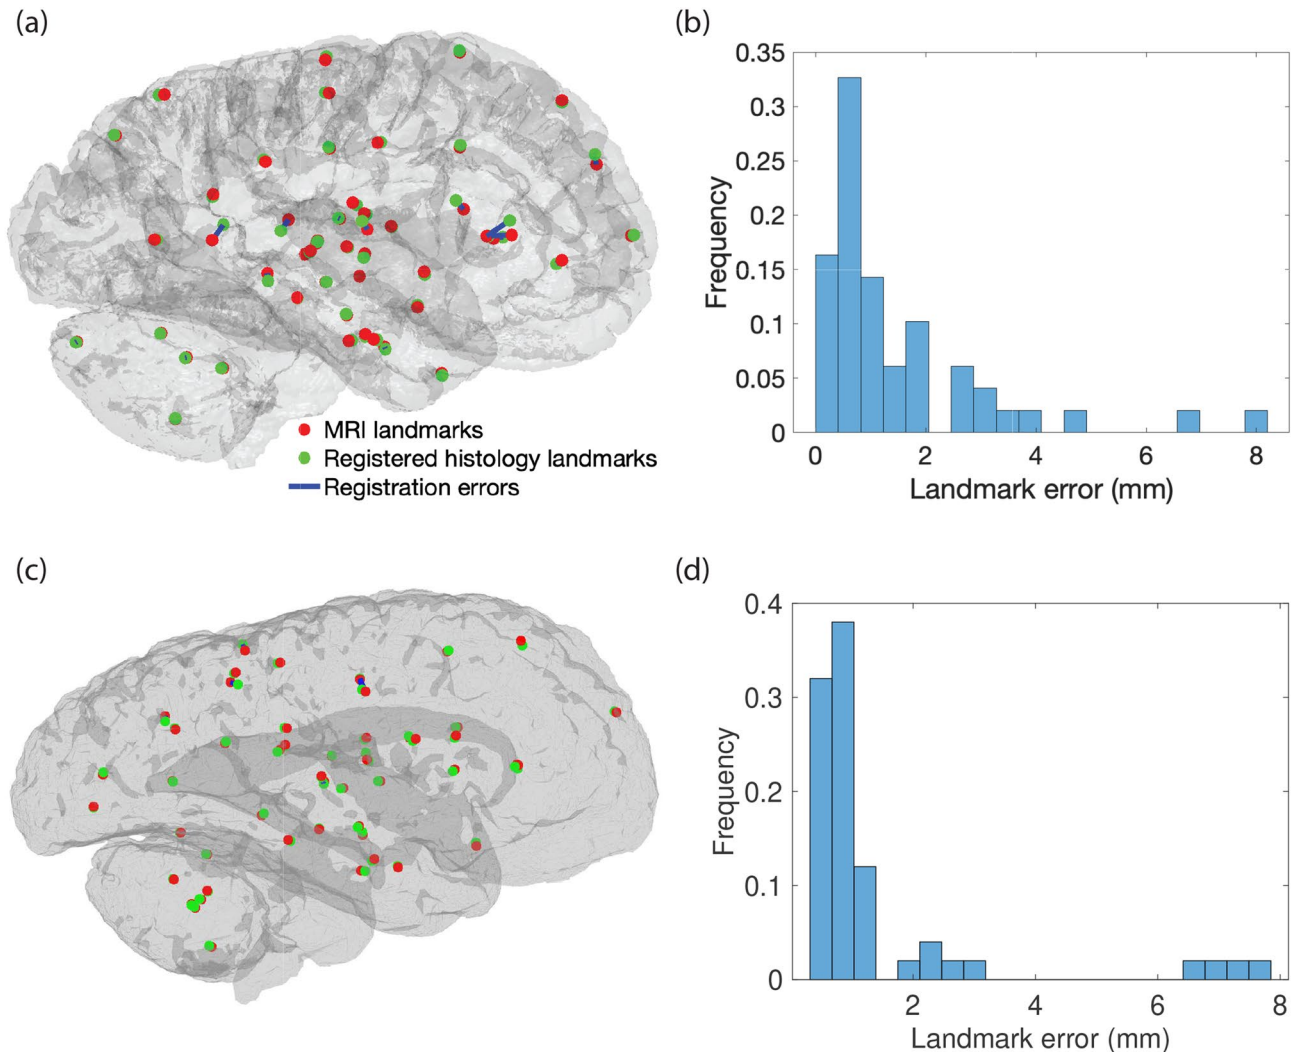 (a)
MRI landmarks
Registered histology landmarks
Registration errors
(b)
0.35
0.3
0.25
0.2
0.15
0.1
0.05
0
Frequency
0 2 4 6 8
Landmark error (mm)
(c)
(d)
0.4
0.3
0.2
0.1
0
Frequency
2 4 6 8
Landmark error (mm)